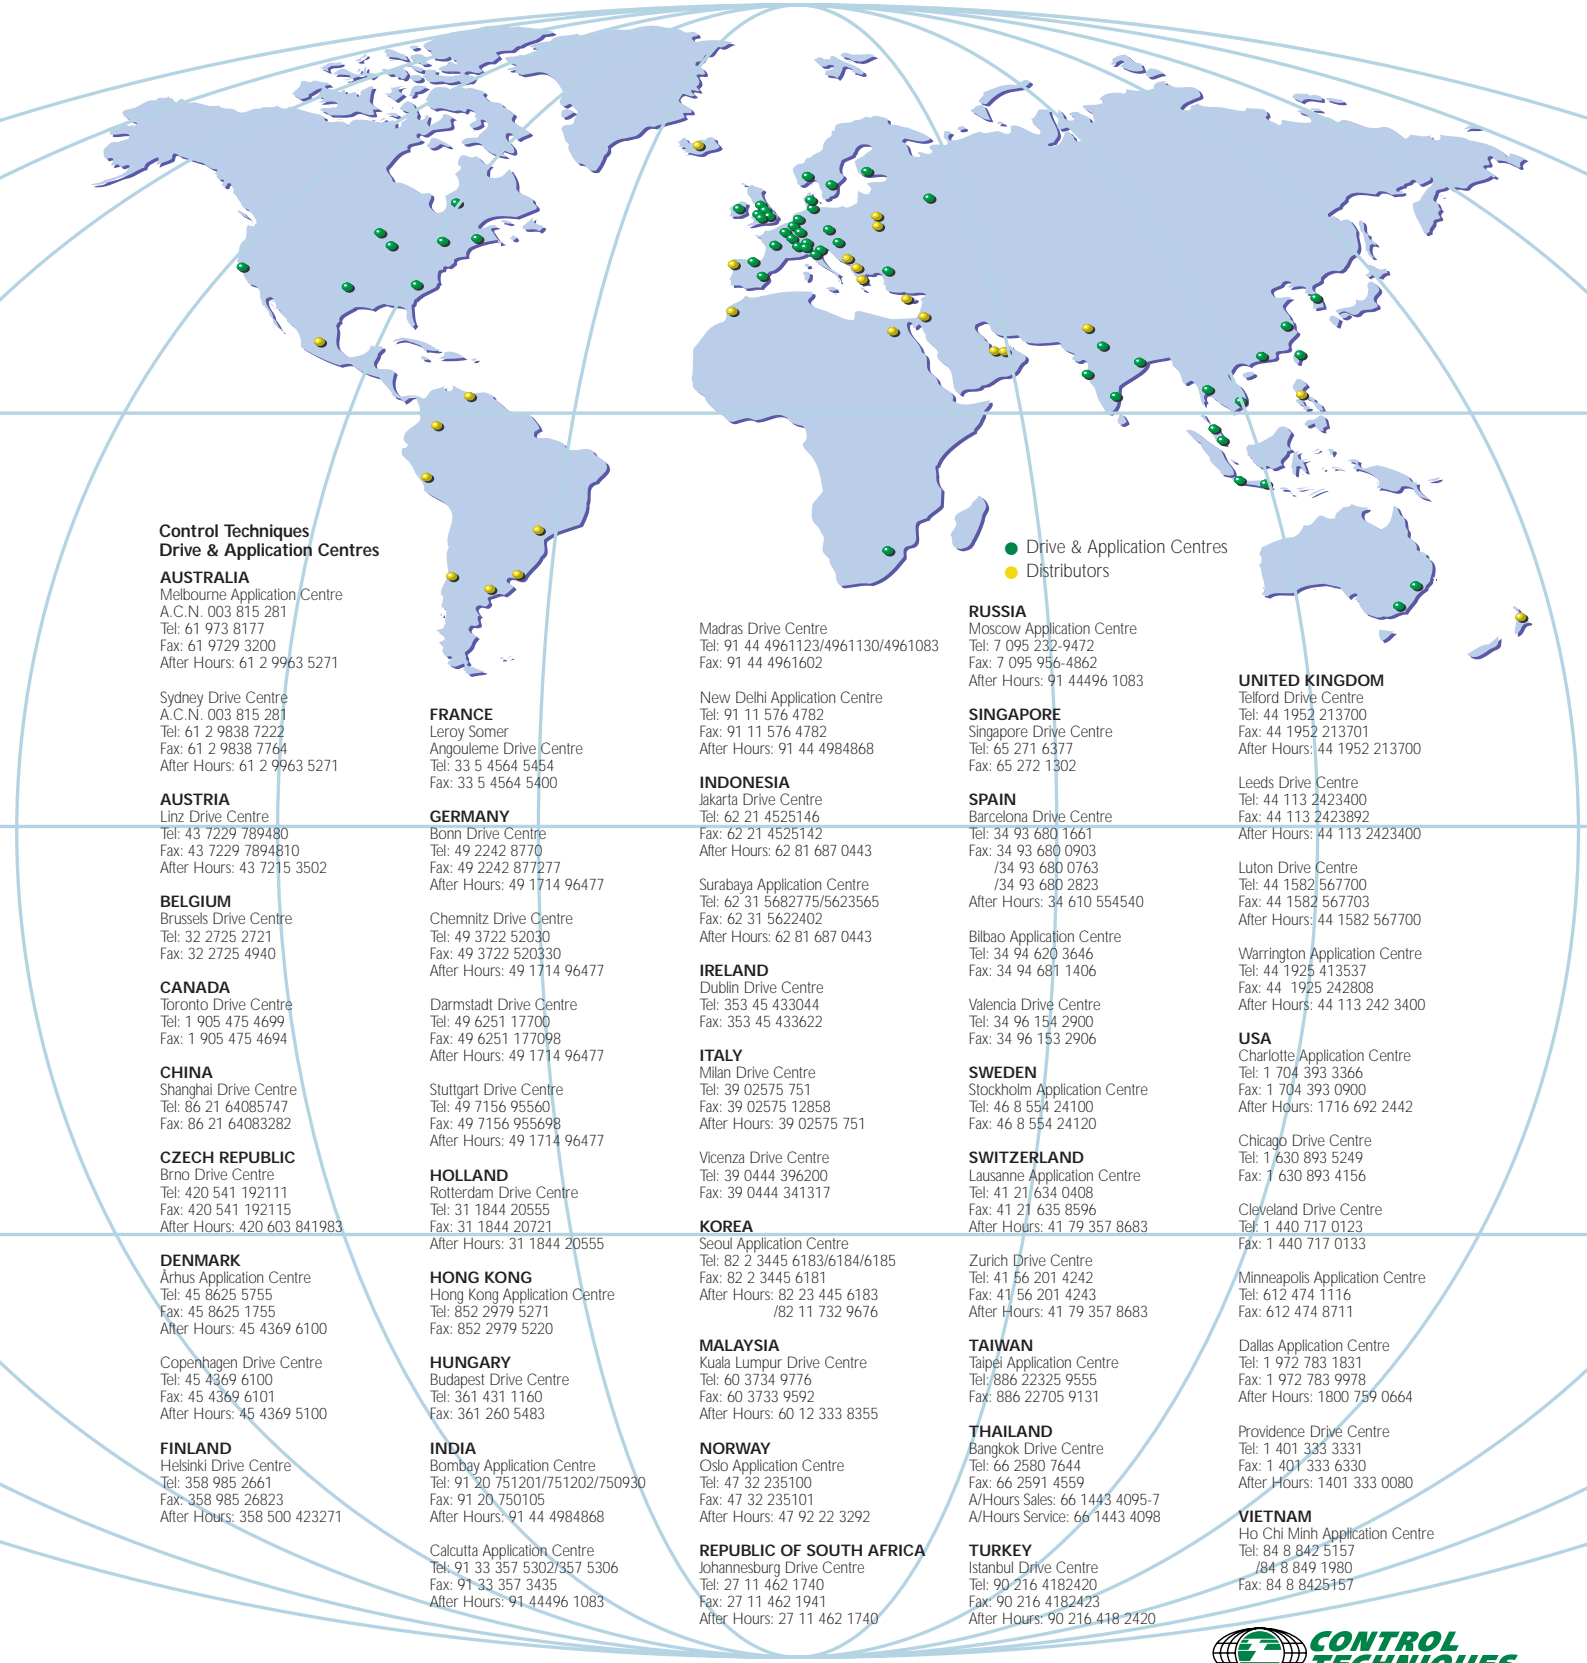 Control Techniques
Drive & Application Centres
AUSTRALIA
Melbourne Application Centre
A.C.N. 003 815 281
Tel: 61 973 8177
Fax: 61 9729 3200
After Hours: 61 2 9963 5271
Sydney Drive Centre
A.C.N. 003 815 281
Tel: 61 2 9838 7222
Fax: 61 2 9838 7764
After Hours: 61 2 9963 5271
AUSTRIA
Linz Drive Centre
Tel: 43 7229 789480
Fax: 43 7229 7894810
After Hours: 43 7215 3502
BELGIUM
Brussels Drive Centre
Tel: 32 2725 2721
Fax: 32 2725 4940
CANADA
Toronto Drive Centre
Tel: 1 905 475 4699
Fax: 1 905 475 4694
CHINA
Shanghai Drive Centre
Tel: 86 21 64085747
Fax: 86 21 64083282
CZECH REPUBLIC
Brno Drive Centre
Tel: 420 541 192111
Fax: 420 541 192115
After Hours: 420 603 841983
DENMARK
Århus Application Centre
Tel: 45 8625 5755
Fax: 45 8625 1755
After Hours: 45 4369 6100
Copenhagen Drive Centre
Tel: 45 4369 6100
Fax: 45 4369 6101
After Hours: 45 4369 5100
FINLAND
Helsinki Drive Centre
Tel: 358 985 2661
Fax: 358 985 26823
After Hours: 358 500 423271
FRANCE
Leroy Somer
Angouleme Drive Centre
Tel: 33 5 4564 5454
Fax: 33 5 4564 5400
GERMANY
Bonn Drive Centre
Tel: 49 2242 8770
Fax: 49 2242 877277
After Hours: 49 1714 96477
Chemnitz Drive Centre
Tel: 49 3722 52030
Fax: 49 3722 520330
After Hours: 49 1714 96477
Darmstadt Drive Centre
Tel: 49 6251 17700
Fax: 49 6251 177098
After Hours: 49 1714 96477
Stuttgart Drive Centre
Tel: 49 7156 95560
Fax: 49 7156 955698
After Hours: 49 1714 96477
HOLLAND
Rotterdam Drive Centre
Tel: 31 1844 20555
Fax: 31 1844 20721
After Hours: 31 1844 20555
HONG KONG
Hong Kong Application Centre
Tel: 852 2979 5271
Fax: 852 2979 5220
HUNGARY
Budapest Drive Centre
Tel: 361 431 1160
Fax: 361 260 5483
INDIA
Bombay Application Centre
Tel: 91 20 751201/751202/750930
Fax: 91 20 750105
After Hours: 91 44 4984868
Calcutta Application Centre
Tel: 91 33 357 5302/357 5306
Fax: 91 33 357 3435
After Hours: 91 44496 1083
Madras Drive Centre
Tel: 91 44 4961123/4961130/4961083
Fax: 91 44 4961602
New Delhi Application Centre
Tel: 91 11 576 4782
Fax: 91 11 576 4782
After Hours: 91 44 4984868
INDONESIA
Jakarta Drive Centre
Tel: 62 21 4525146
Fax: 62 21 4525142
After Hours: 62 81 687 0443
Surabaya Application Centre
Tel: 62 31 5682775/5623565
Fax: 62 31 5622402
After Hours: 62 81 687 0443
IRELAND
Dublin Drive Centre
Tel: 353 45 433044
Fax: 353 45 433622
ITALY
Milan Drive Centre
Tel: 39 02575 751
Fax: 39 02575 12858
After Hours: 39 02575 751
Vicenza Drive Centre
Tel: 39 0444 396200
Fax: 39 0444 341317
KOREA
Seoul Application Centre
Tel: 82 2 3445 6183/6184/6185
Fax: 82 2 3445 6181
After Hours: 82 23 445 6183
/82 11 732 9676
MALAYSIA
Kuala Lumpur Drive Centre
Tel: 60 3734 9776
Fax: 60 3733 9592
After Hours: 60 12 333 8355
NORWAY
Oslo Application Centre
Tel: 47 32 235100
Fax: 47 32 235101
After Hours: 47 92 22 3292
REPUBLIC OF SOUTH AFRICA
Johannesburg Drive Centre
Tel: 27 11 462 1740
Fax: 27 11 462 1941
After Hours: 27 11 462 1740
Drive & Application Centres
Distributors
RUSSIA
Moscow Application Centre
Tel: 7 095 232-9472
Fax: 7 095 956-4862
After Hours: 91 44496 1083
SINGAPORE
Singapore Drive Centre
Tel: 65 271 6377
Fax: 65 272 1302
SPAIN
Barcelona Drive Centre
Tel: 34 93 680 1661
Fax: 34 93 680 0903
/34 93 680 0763
/34 93 680 2823
After Hours: 34 610 554540
Bilbao Application Centre
Tel: 34 94 620 3646
Fax: 34 94 681 1406
Valencia Drive Centre
Tel: 34 96 154 2900
Fax: 34 96 153 2906
SWEDEN
Stockholm Application Centre
Tel: 46 8 554 24100
Fax: 46 8 554 24120
SWITZERLAND
Lausanne Application Centre
Tel: 41 21 634 0408
Fax: 41 21 635 8596
After Hours: 41 79 357 8683
Zurich Drive Centre
Tel: 41 56 201 4242
Fax: 41 56 201 4243
After Hours: 41 79 357 8683
TAIWAN
Taipei Application Centre
Tel: 886 22325 9555
Fax: 886 22705 9131
THAILAND
Bangkok Drive Centre
Tel: 66 2580 7644
Fax: 66 2591 4559
A/Hours Sales: 66 1443 4095-7
A/Hours Service: 66 1443 4098
TURKEY
Istanbul Drive Centre
Tel: 90 216 4182420
Fax: 90 216 4182423
After Hours: 90 216 418 2420
UNITED KINGDOM
Telford Drive Centre
Tel: 44 1952 213700
Fax: 44 1952 213701
After Hours: 44 1952 213700
Leeds Drive Centre
Tel: 44 113 2423400
Fax: 44 113 2423892
After Hours: 44 113 2423400
Luton Drive Centre
Tel: 44 1582 567700
Fax: 44 1582 567703
After Hours: 44 1582 567700
Warrington Application Centre
Tel: 44 1925 413537
Fax: 44 1925 242808
After Hours: 44 113 242 3400
USA
Charlotte Application Centre
Tel: 1 704 393 3366
Fax: 1 704 393 0900
After Hours: 1716 692 2442
Chicago Drive Centre
Tel: 1 630 893 5249
Fax: 1 630 893 4156
Cleveland Drive Centre
Tel: 1 440 717 0123
Fax: 1 440 717 0133
Minneapolis Application Centre
Tel: 612 474 1116
Fax: 612 474 8711
Dallas Application Centre
Tel: 1 972 783 1831
Fax: 1 972 783 9978
After Hours: 1800 759 0664
Providence Drive Centre
Tel: 1 401 333 3331
Fax: 1 401 333 6330
After Hours: 1401 333 0080
VIETNAM
Ho Chi Minh Application Centre
Tel: 84 8 842 5157
/84 8 849 1980
Fax: 84 8 8425157
CONTROL
TECHNIQUES